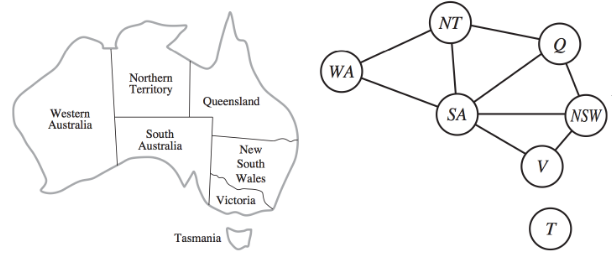 Northern
Territory
Western
Australia
Queensland
South
Australia
New
South
Wales
Victoria
Tasmania
NT
Q
WA
SA
NSW
V
T